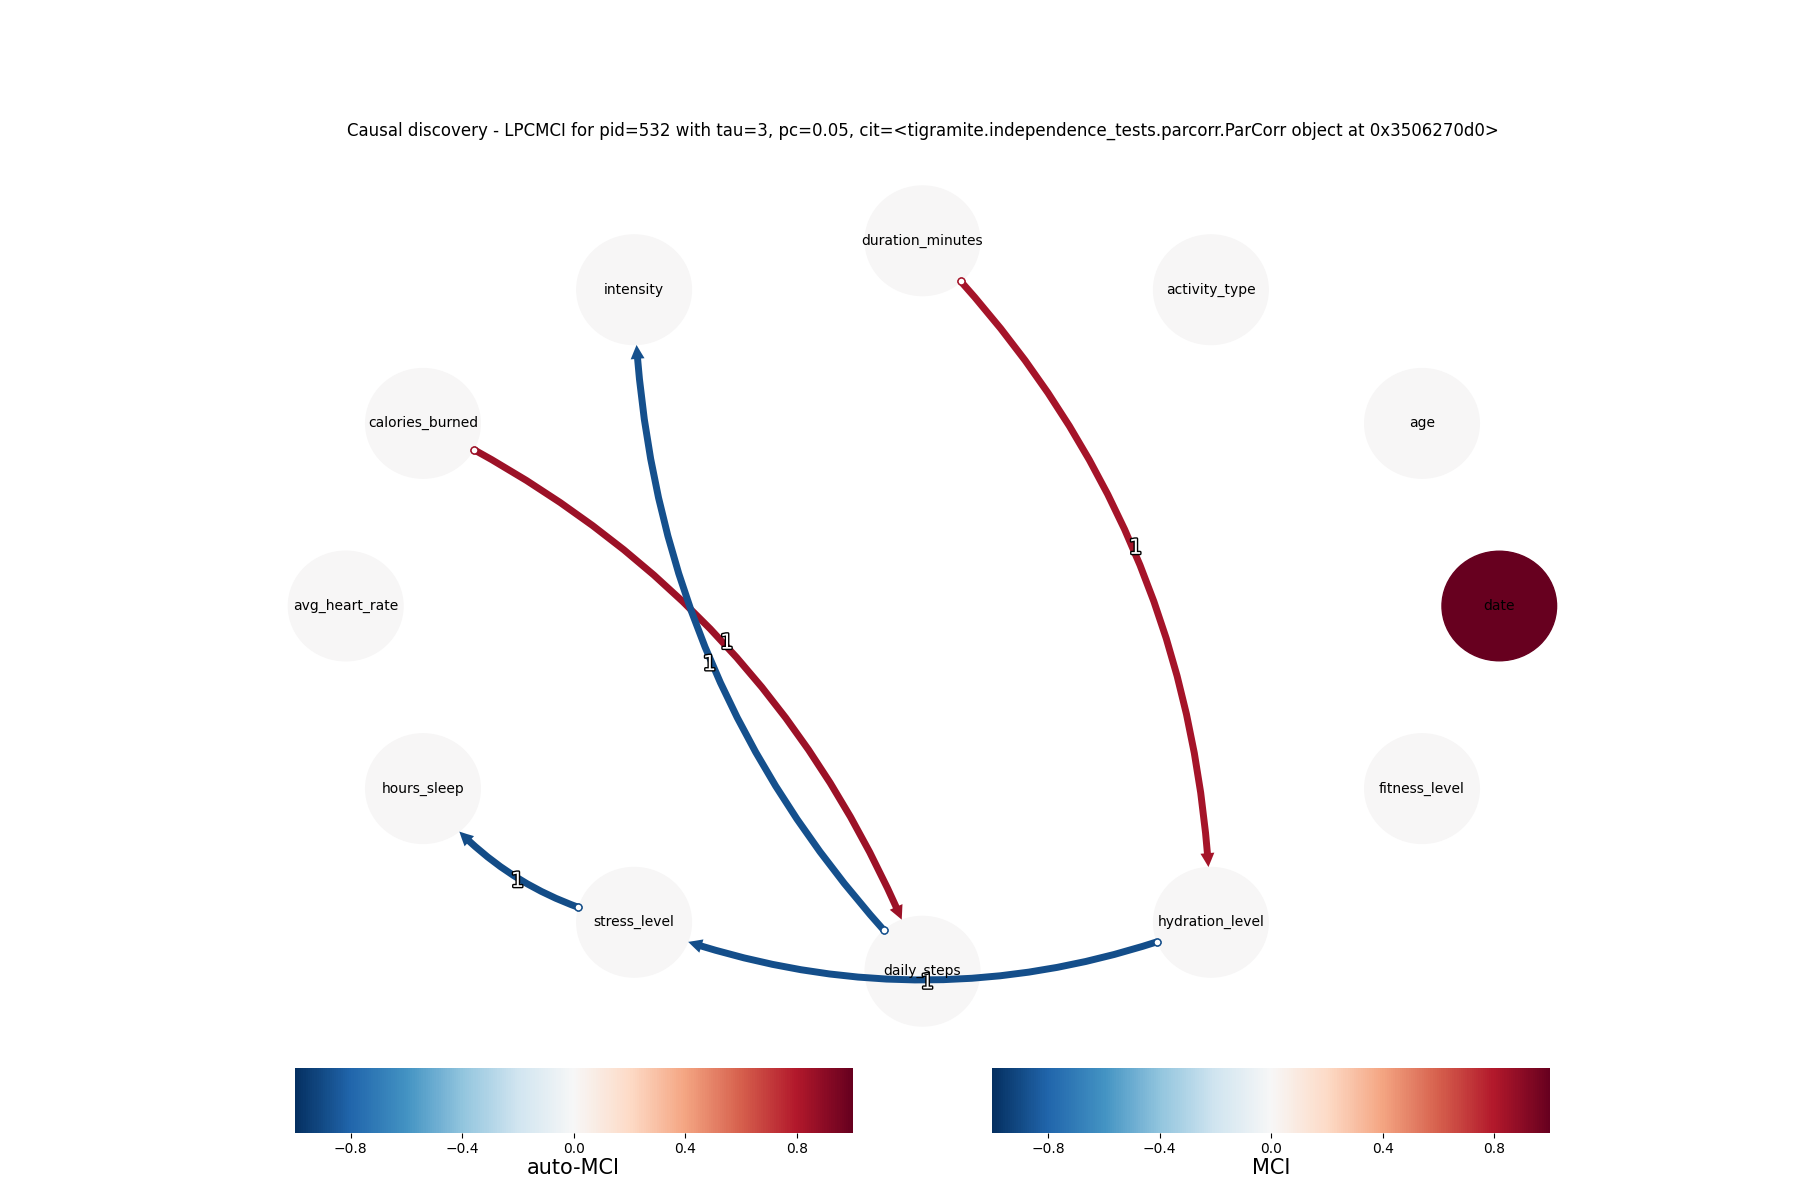 Causal discovery - LPCMCI for pid=532 with tau=3, pc=0.05, cit=<tigramite.independence_tests.parcorr.ParCorr object at 0x3506270d0>
duration_minutes
intensity
activity_type
calories_burned
age
1
avg_heart_rate
date
1
1
hours_sleep
fitness_level
1
stress_level
hydration_level
daily_steps
1
−0.8 −0.4 0.0 0.4 0.8
auto-MCI
−0.8 −0.4 0.0 0.4 0.8
MCI